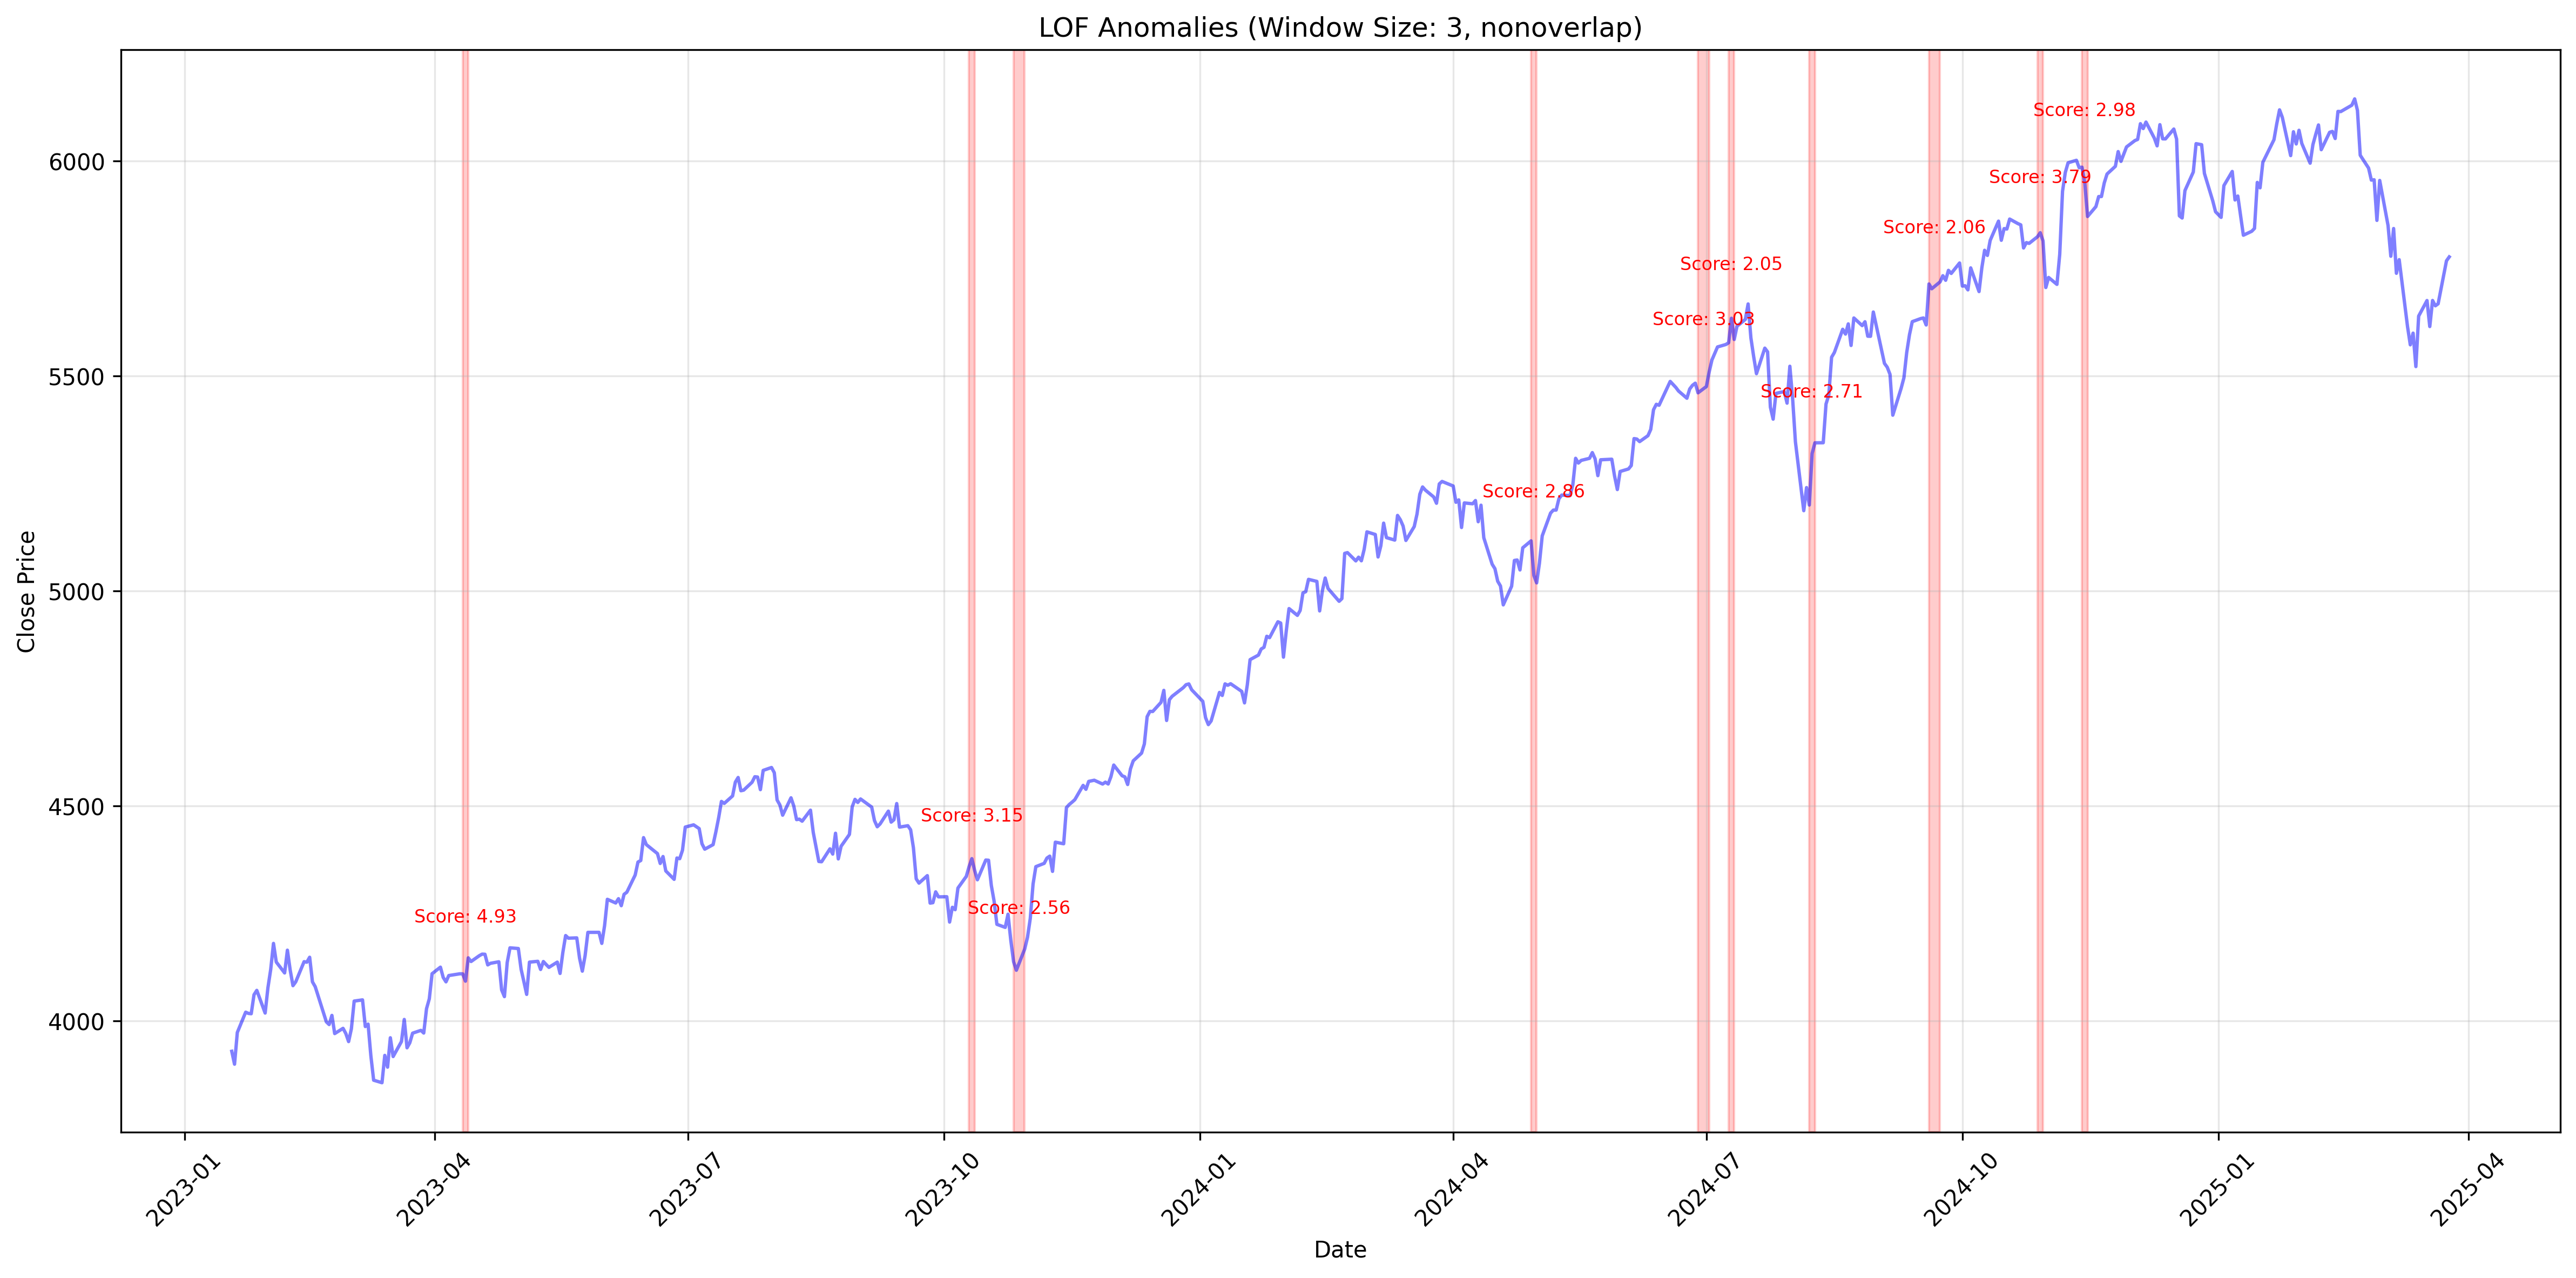 LOF Anomalies (Window Size: 3, nonoverlap)
Score: 2.98
6000
Score: 3.79
Score: 2.06
Score: 2.05
Score: 3.03
5500
Score: 2.71
Score: 2.86
5000
Close Price
4500
Score: 3.15
Score: 2.56
Score: 4.93
4000
2023-01
2023-04
2023-07
2023-10
2024-01
2024-04
2024-07
2024-10
2025-01
2025-04
Date